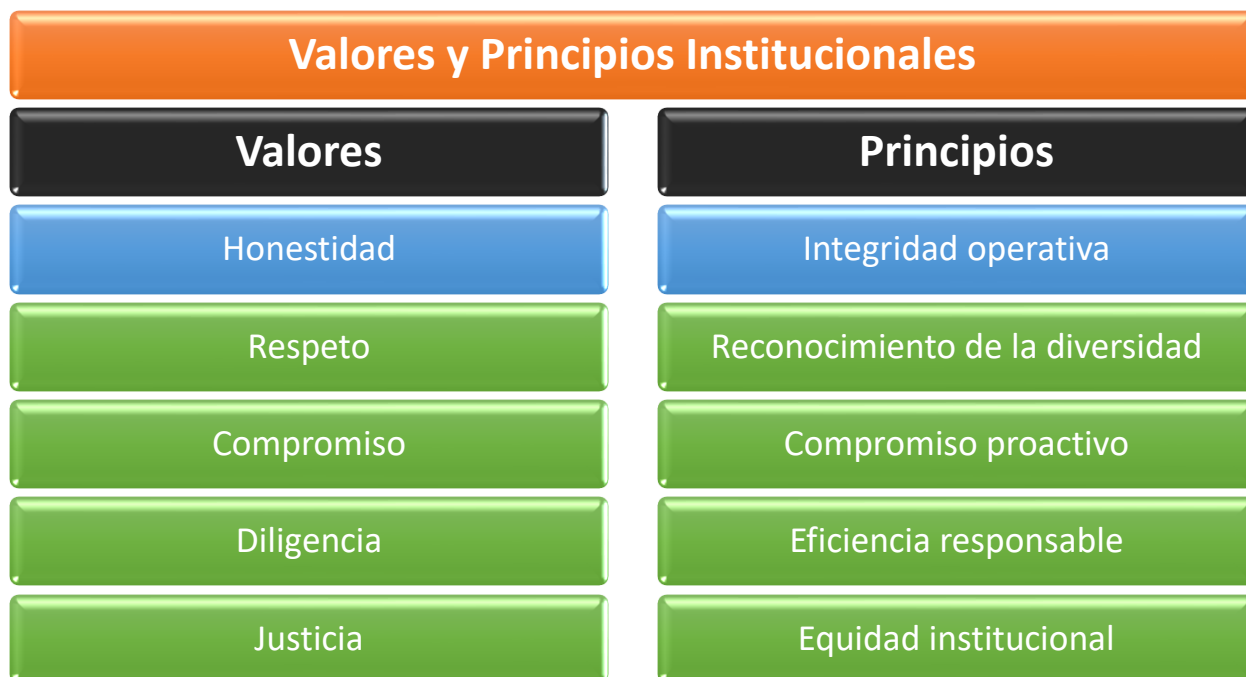 Valores y Principios Institucionales
Valores
Principios
Honestidad
Integridad operativa
Respeto
Reconocimiento de la diversidad
Compromiso
Compromiso proactivo
Diligencia
Eficiencia responsable
Justicia
Equidad institucional